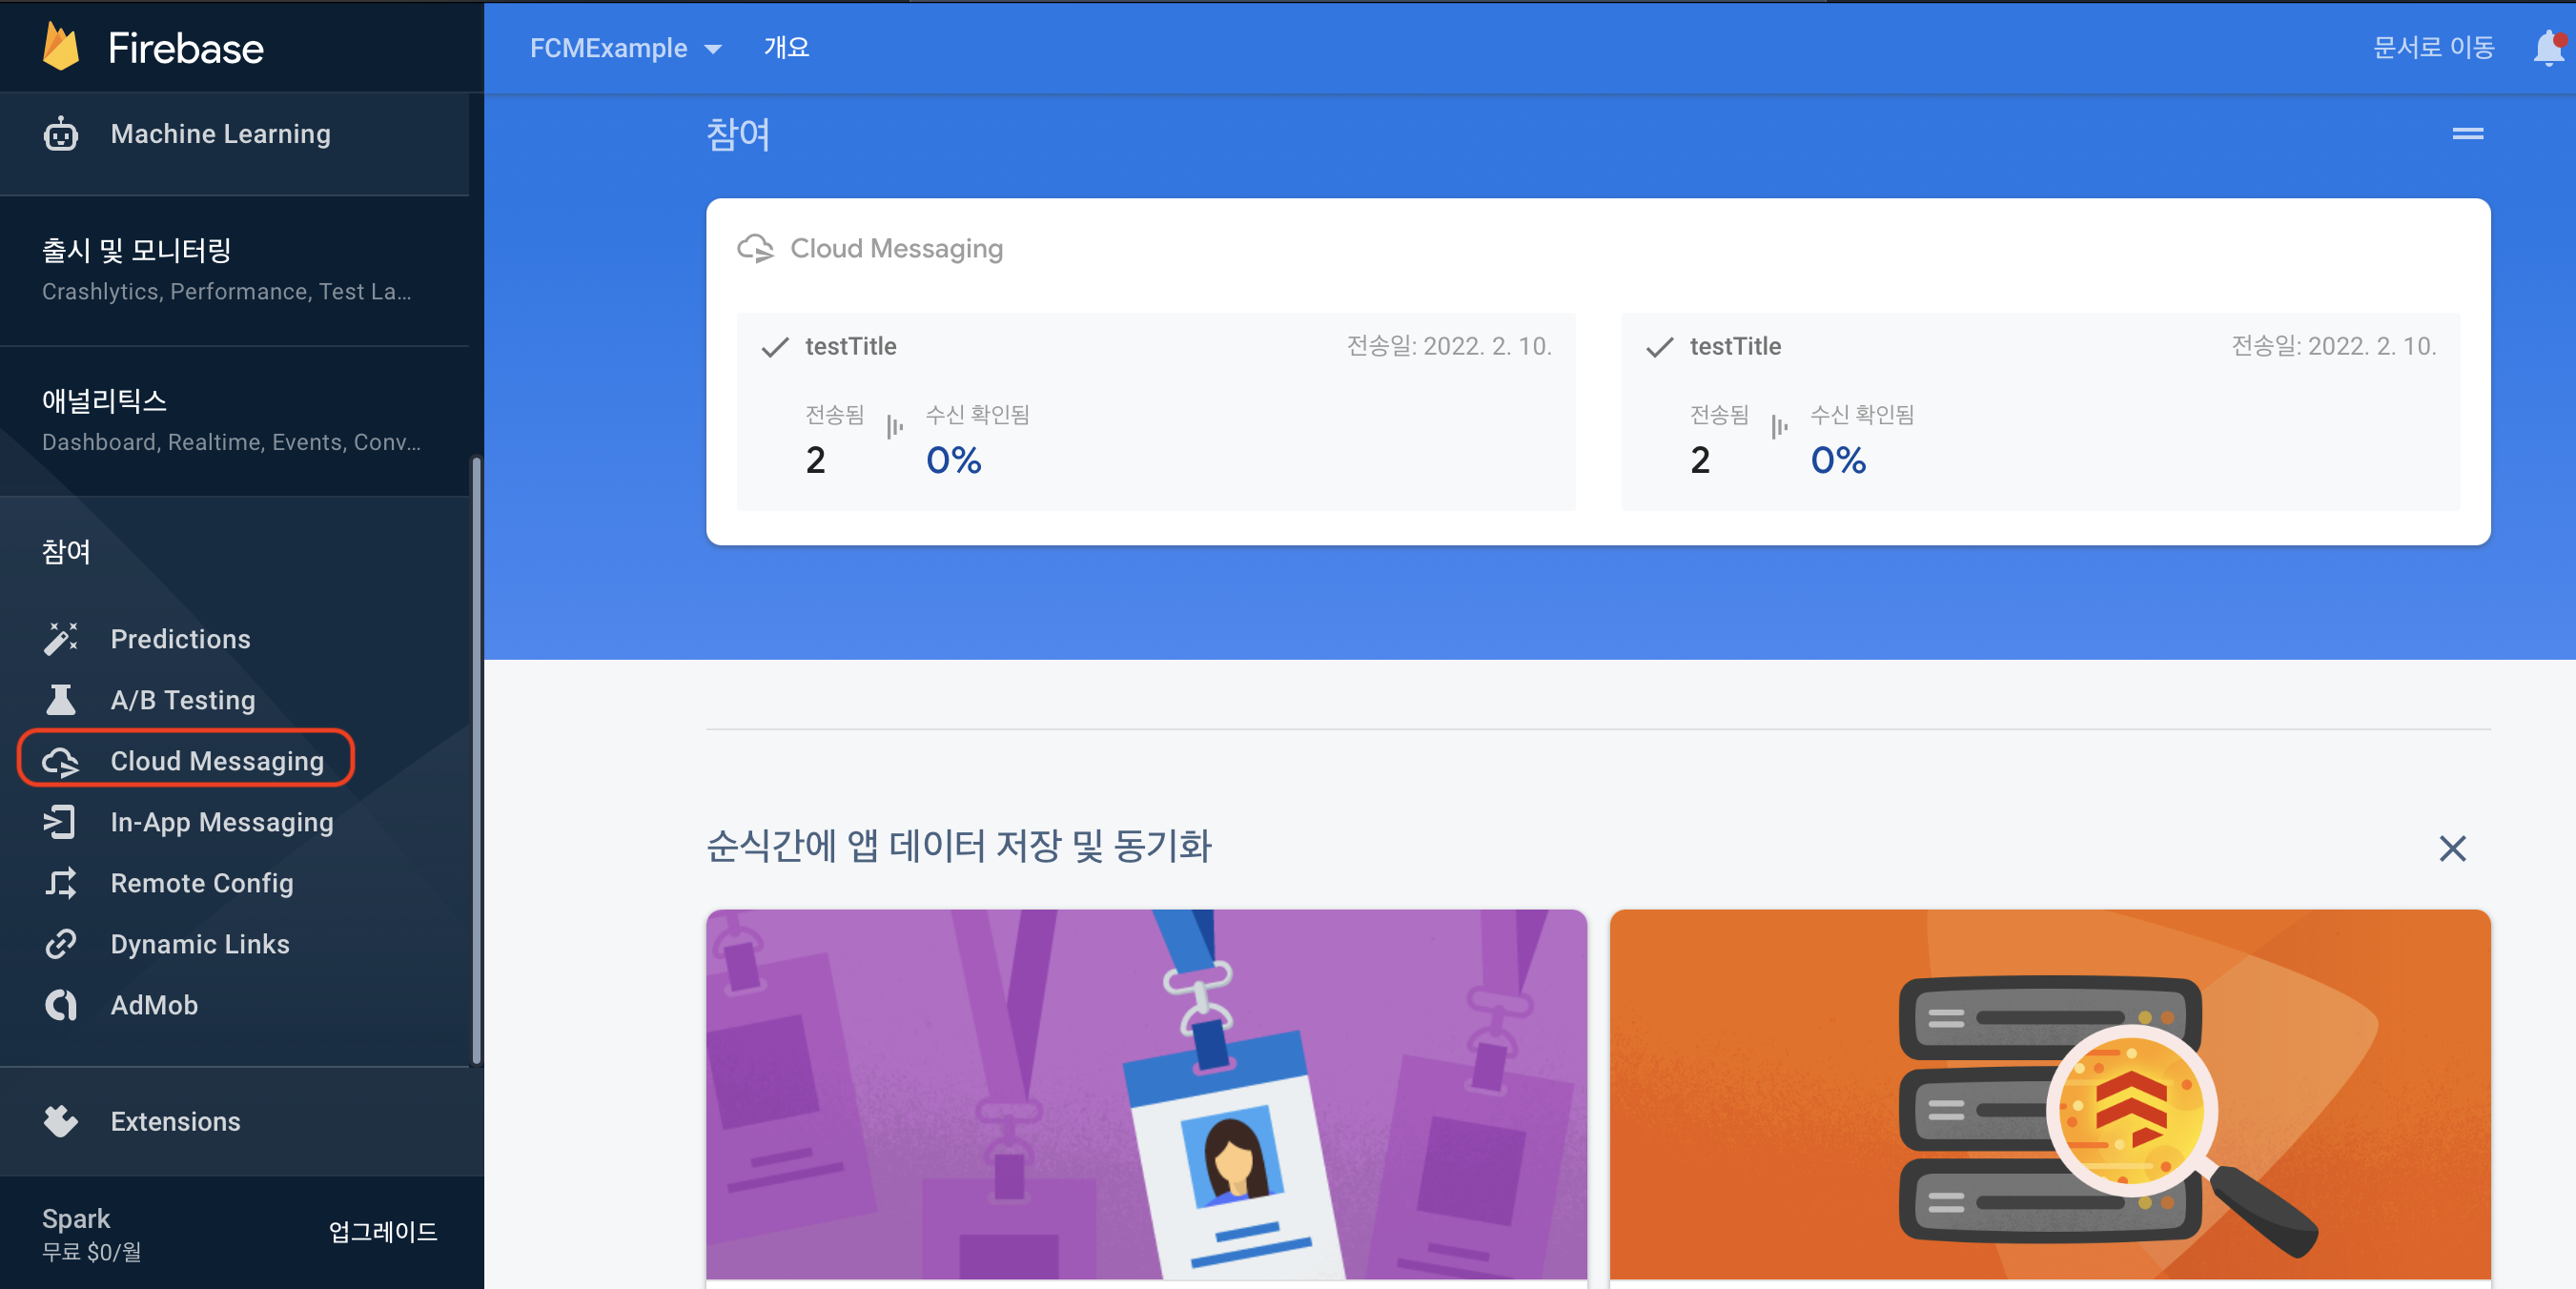 Firebase
Machine Learning
출시 및 모니터링
Crashlytics, Performance, Test La...
애널리틱스
Dashboard, Realtime, Events, Conv...
참여
Predictions
A/B Testing
Cloud Messaging
In-App Messaging
Remote Config
Dynamic Links
AdMob
Extensions
Spark
무료 $0/월
업그레이드
FCMExample 개요
문서로 이동
참여
Cloud Messaging
testTitle 전송일: 2022. 2. 10.
전송됨 수신 확인됨
2 0%
testTitle 전송일: 2022. 2. 10.
전송됨 수신 확인됨
2 0%
순식간에 앱 데이터 저장 및 동기화